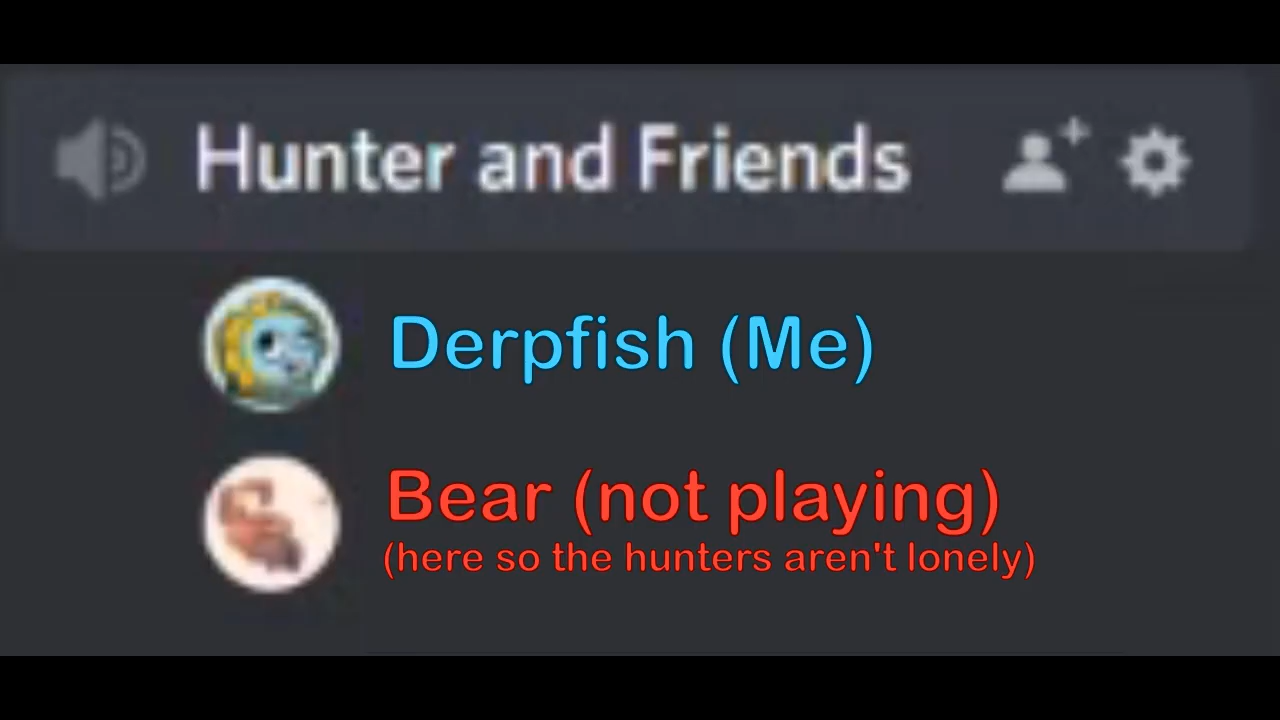 Hunter and Friends
Derpfish (Me)
Bear (not playing)
(here so the hunters aren't lonely)